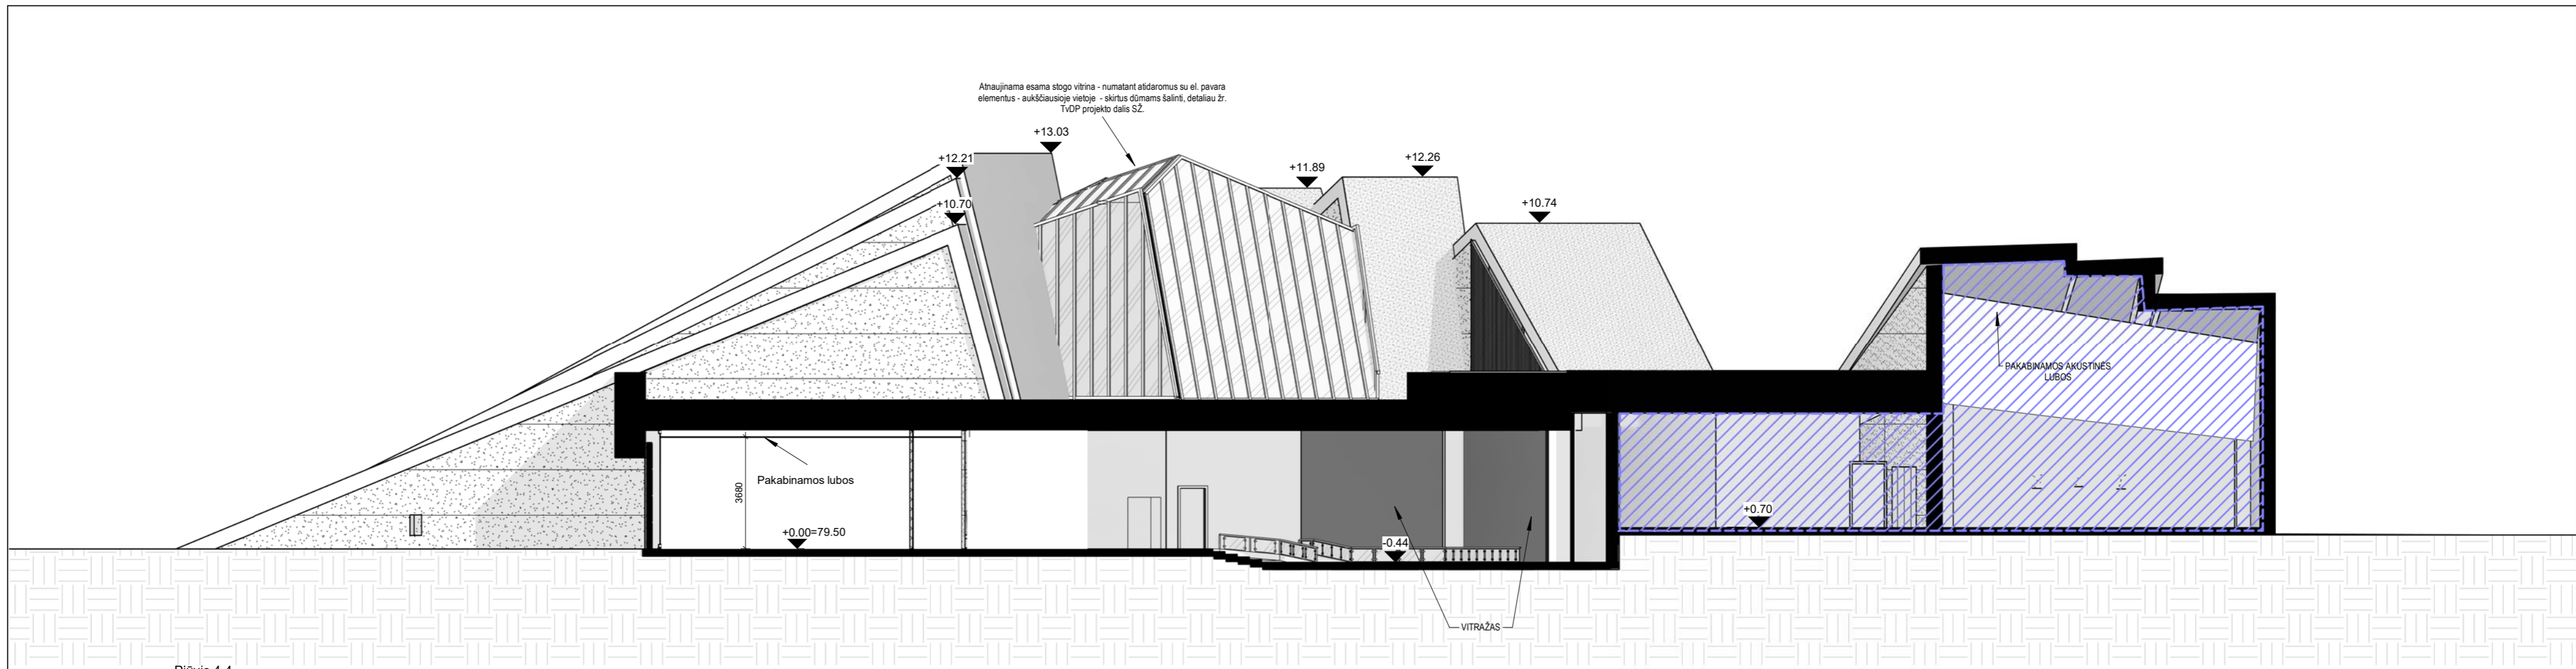 Atnaujinama esama stogo vitrina - numatant atidaromus su el. pavara
elementus - aukščiausioje vietoje - skirtus dūmams šalinti, detaliau žr.
TvDP projekto dalis SŽ.
+13.03
+12.21
+12.26
+11.89
+10.70
+10.74
PAKABINAMOS AKUSTINĖS
LUBOS
Pakabinamos lubos
3680
+0.00=79.50
+0.70
-0.44
VITRAŽAS